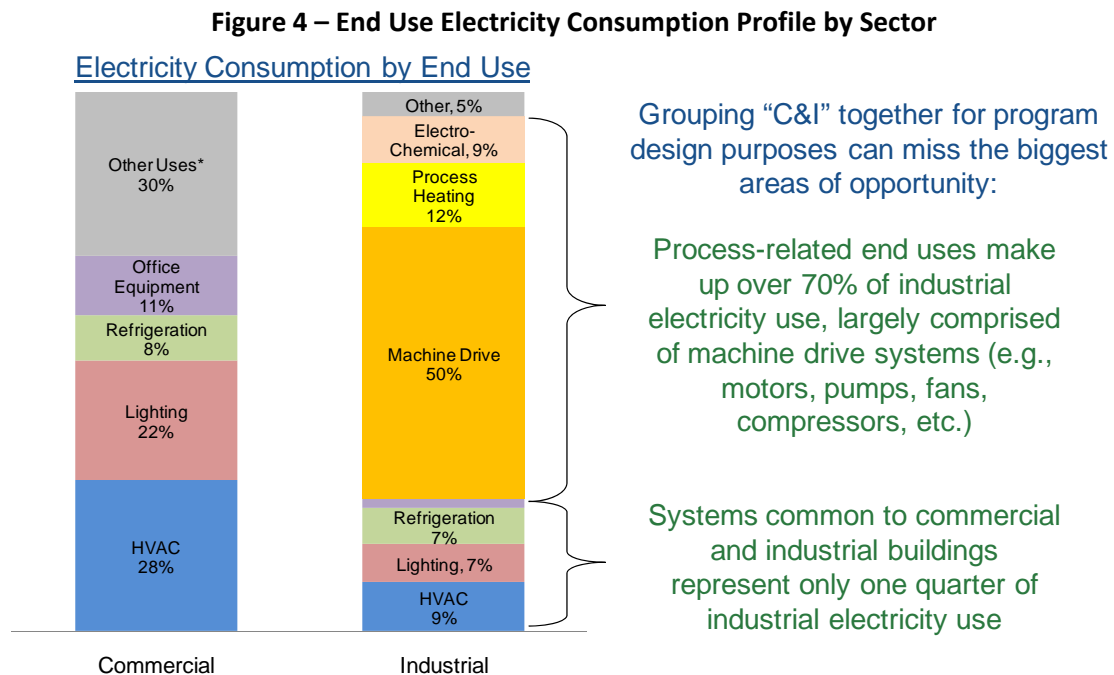 Figure 4 – End Use Electricity Consumption Profile by Sector
Electricity Consumption by End Use
Other Uses*
30%
Office
Equipment
11%
Refrigeration
8%
Lighting
22%
HVAC
28%
Commercial
Other, 5%
Electro-
Chemical, 9%
Process
Heating
12%
Machine Drive
50%
Refrigeration
7%
Lighting, 7%
HVAC
9%
Industrial
Grouping “C&I” together for program
design purposes can miss the biggest
areas of opportunity:
Process-related end uses make
up over 70% of industrial
electricity use, largely comprised
of machine drive systems (e.g.,
motors, pumps, fans,
compressors, etc.)
Systems common to commercial
and industrial buildings
represent only one quarter of
industrial electricity use